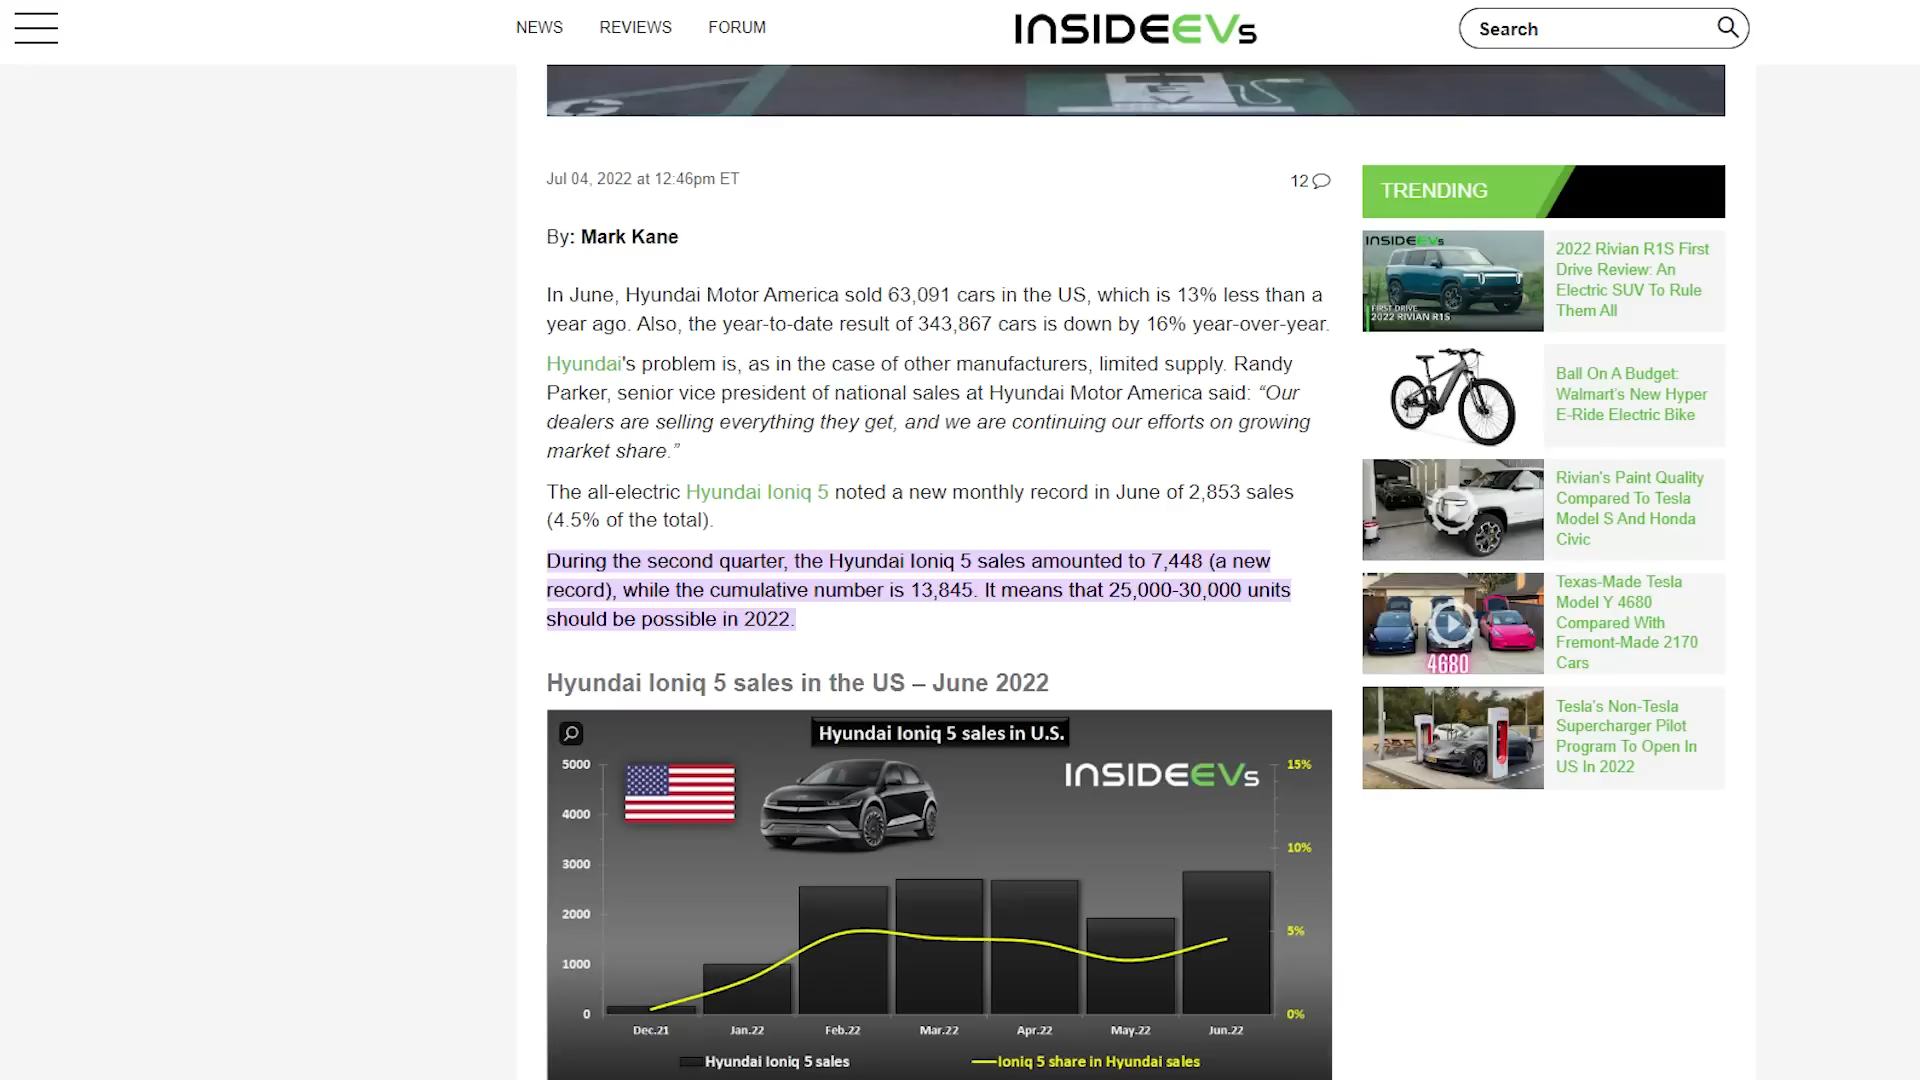 NEWS
REVIEWS
FORUM
INSIDEEVs
Search
EV
Jul 04, 2022 at 12:46pm ET
12
By: Mark Kane
In June, Hyundai Motor America sold 63,091 cars in the US, which is 13% less than a
year ago. Also, the year-to-date result of 343,867 cars is down by 16% year-over-year.
Hyundai's problem is, as in the case of other manufacturers, limited supply. Randy
Parker, senior vice president of national sales at Hyundai Motor America said: “Our
dealers are selling everything they get, and we are continuing our efforts on growing
market share.”
The all-electric Hyundai Ioniq 5 noted a new monthly record in June of 2,853 sales
(4.5% of the total).
During the second quarter, the Hyundai Ioniq 5 sales amounted to 7,448 (a new
record), while the cumulative number is 13,845. It means that 25,000-30,000 units
should be possible in 2022.
Hyundai Ioniq 5 sales in the US – June 2022
Hyundai Ioniq 5 sales in U.S.
INSIDEEVs
5000
4000
3000
2000
1000
0
15%
10%
5%
0%
Dec.21
Jan.22
Feb.22
Mar.22
Apr.22
May.22
Jun.22
Hyundai Ioniq 5 sales
Ioniq 5 share in Hyundai sales
TRENDING
INSIDEEVs
FIRST DRIVE
2022 RIVIAN R1S
2022 Rivian R1S First
Drive Review: An
Electric SUV To Rule
Them All
Ball On A Budget:
Walmart’s New Hyper
E-Ride Electric Bike
Rivian's Paint Quality
Compared To Tesla
Model S And Honda
Civic
4680
Texas-Made Tesla
Model Y 4680
Compared With
Fremont-Made 2170
Cars
Tesla's Non-Tesla
Supercharger Pilot
Program To Open In
US In 2022